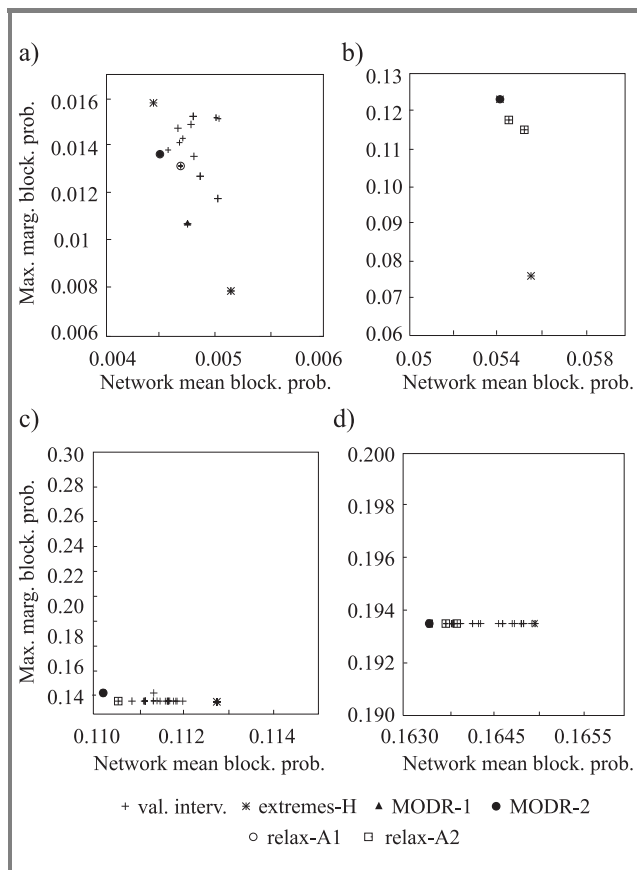 a)
0.016
0.014
0.012
0.01
0.008
0.006
0.004 0.005 0.006
Max. marg. block. prob.
Network mean block. prob.
b)
0.13
0.12
0.11
0.10
0.09
0.08
0.07
0.06
0.05 0.054 0.058
Network mean block. prob.
c)
0.30
0.28
0.26
0.24
0.20
0.20
0.18
0.16
0.14
0.110 0.112 0.114
Max. marg. block. prob.
Network mean block. prob.
d)
0.200
0.198
0.196
0.194
0.192
0.190
0.1630 0.1645 0.1655
Network mean block. prob.
+ val. interv. ✳ extremes-H ▲ MODR-1 ● MODR-2
○ relax-A1 □ relax-A2